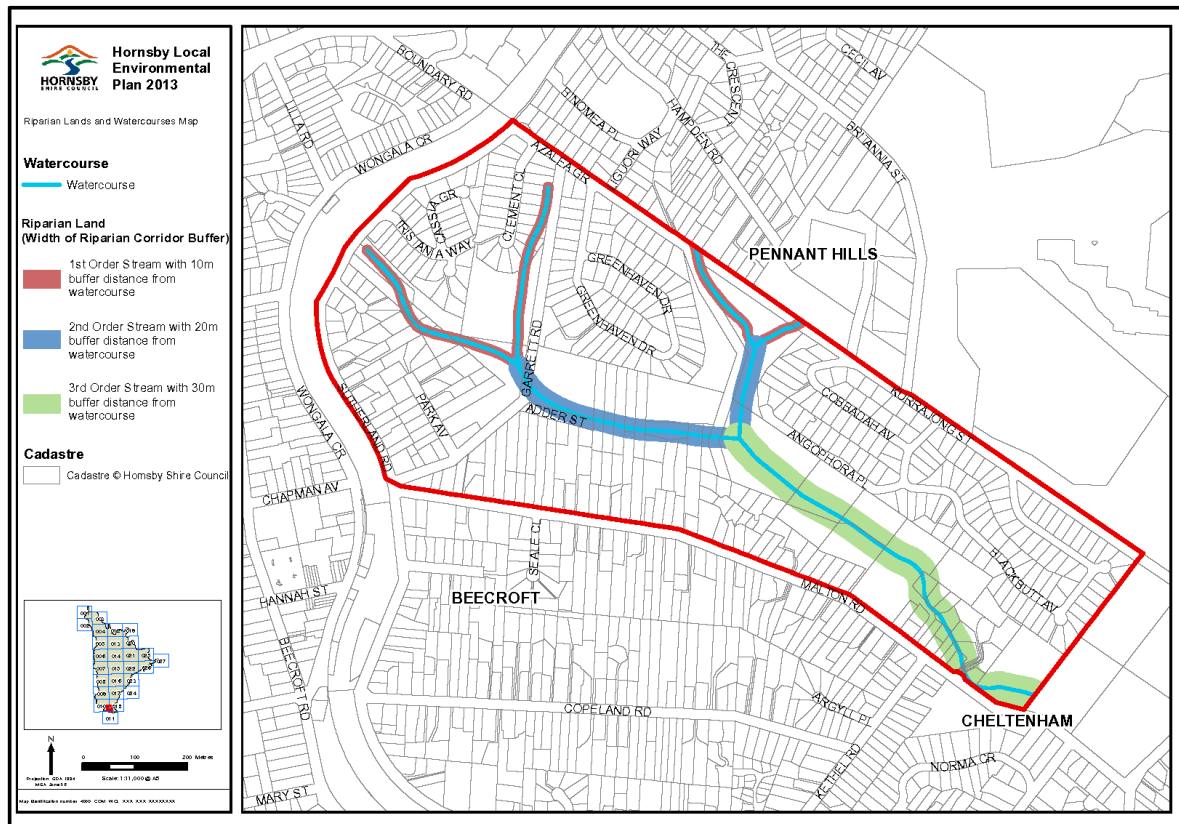 HORNSBY
SHIRE COUNCIL
Hornsby Local
Environmental
Plan 2013
Riparian Lands and Watercourses Map
Watercourse
Watercourse
Riparian Land
(Width of Riparian Corridor Buffer)
1st Order Stream with 10m
buffer distance from
watercourse
2nd Order Stream with 20m
buffer distance from
watercourse
3rd Order Stream with 30m
buffer distance from
watercourse
Cadastre
Cadastre © Hornsby Shire Council
N
0 100 200 Metres
Scale: 1:11,000 @ A5
BOUNDARY RD
WONGALA CR
BINOMEA PL
THE CRESCENT
HAMPDEN RD
CECIL AV
BRITANNIA ST
AZALEA GR
LIGUORI WAY
CASSIA GR
CLEMENT CL
TRISTANIA WAY
PENNANT HILLS
GREENHAVEN DR
GREENHAVEN DR
GARRETT RD
SUTHERLAND RD
PARK AV
ADDER ST
COBBADAH AV
KURRAJONG ST
ANGOPHORA PL
WONGALA CR
CHAPMAN AV
SEALE CL
BLACKBUTT AV
HANNAH ST
BEECROFT
MALTON RD
BEECROFT RD
COPELAND RD
ARGYLL PL
CHELTENHAM
KETHEL RD
NORMA CR
MARY ST